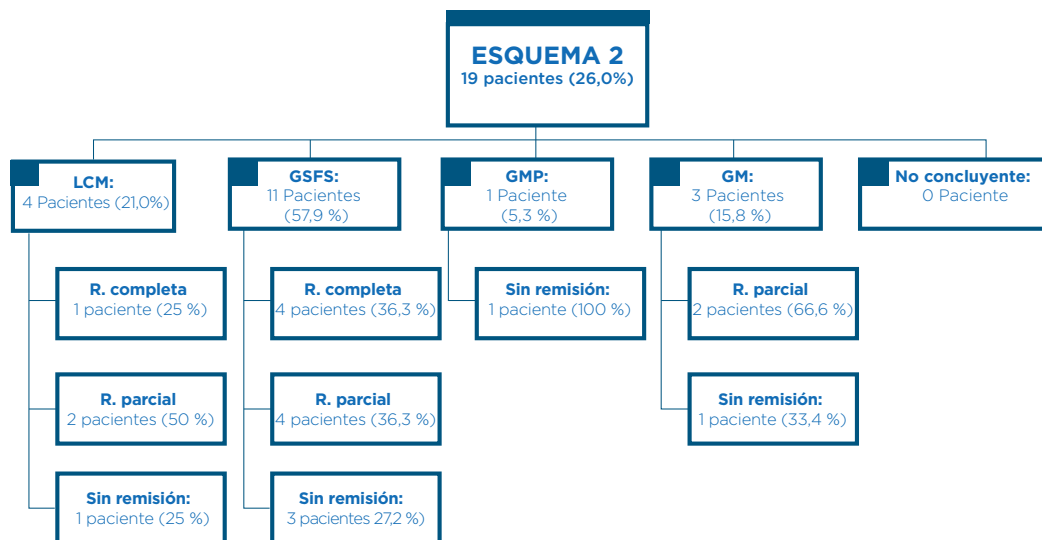 ESQUEMA 2
19 pacientes (26,0%)
LCM:
4 Pacientes (21,0%)
GSFS:
11 Pacientes
(57,9 %)
GMP:
1 Paciente
(5,3 %)
GM:
3 Pacientes
(15,8 %)
No concluyente:
0 Paciente
R. completa
1 paciente (25 %)
R. completa
4 pacientes (36,3 %)
Sin remisión:
1 paciente (100 %)
R. parcial
2 pacientes (66,6 %)
R. parcial
2 pacientes (50 %)
R. parcial
4 pacientes (36,3 %)
Sin remisión:
1 paciente (33,4 %)
Sin remisión:
1 paciente (25 %)
Sin remisión:
3 pacientes 27,2 %)